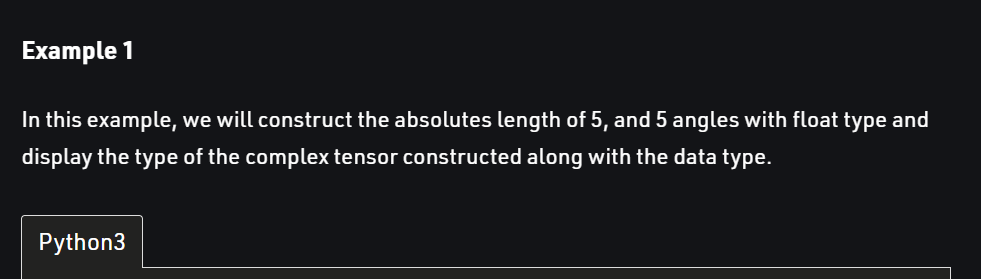 Example 1
In this example, we will construct the absolutes length of 5, and 5 angles with float type and
display the type of the complex tensor constructed along with the data type.
Python3